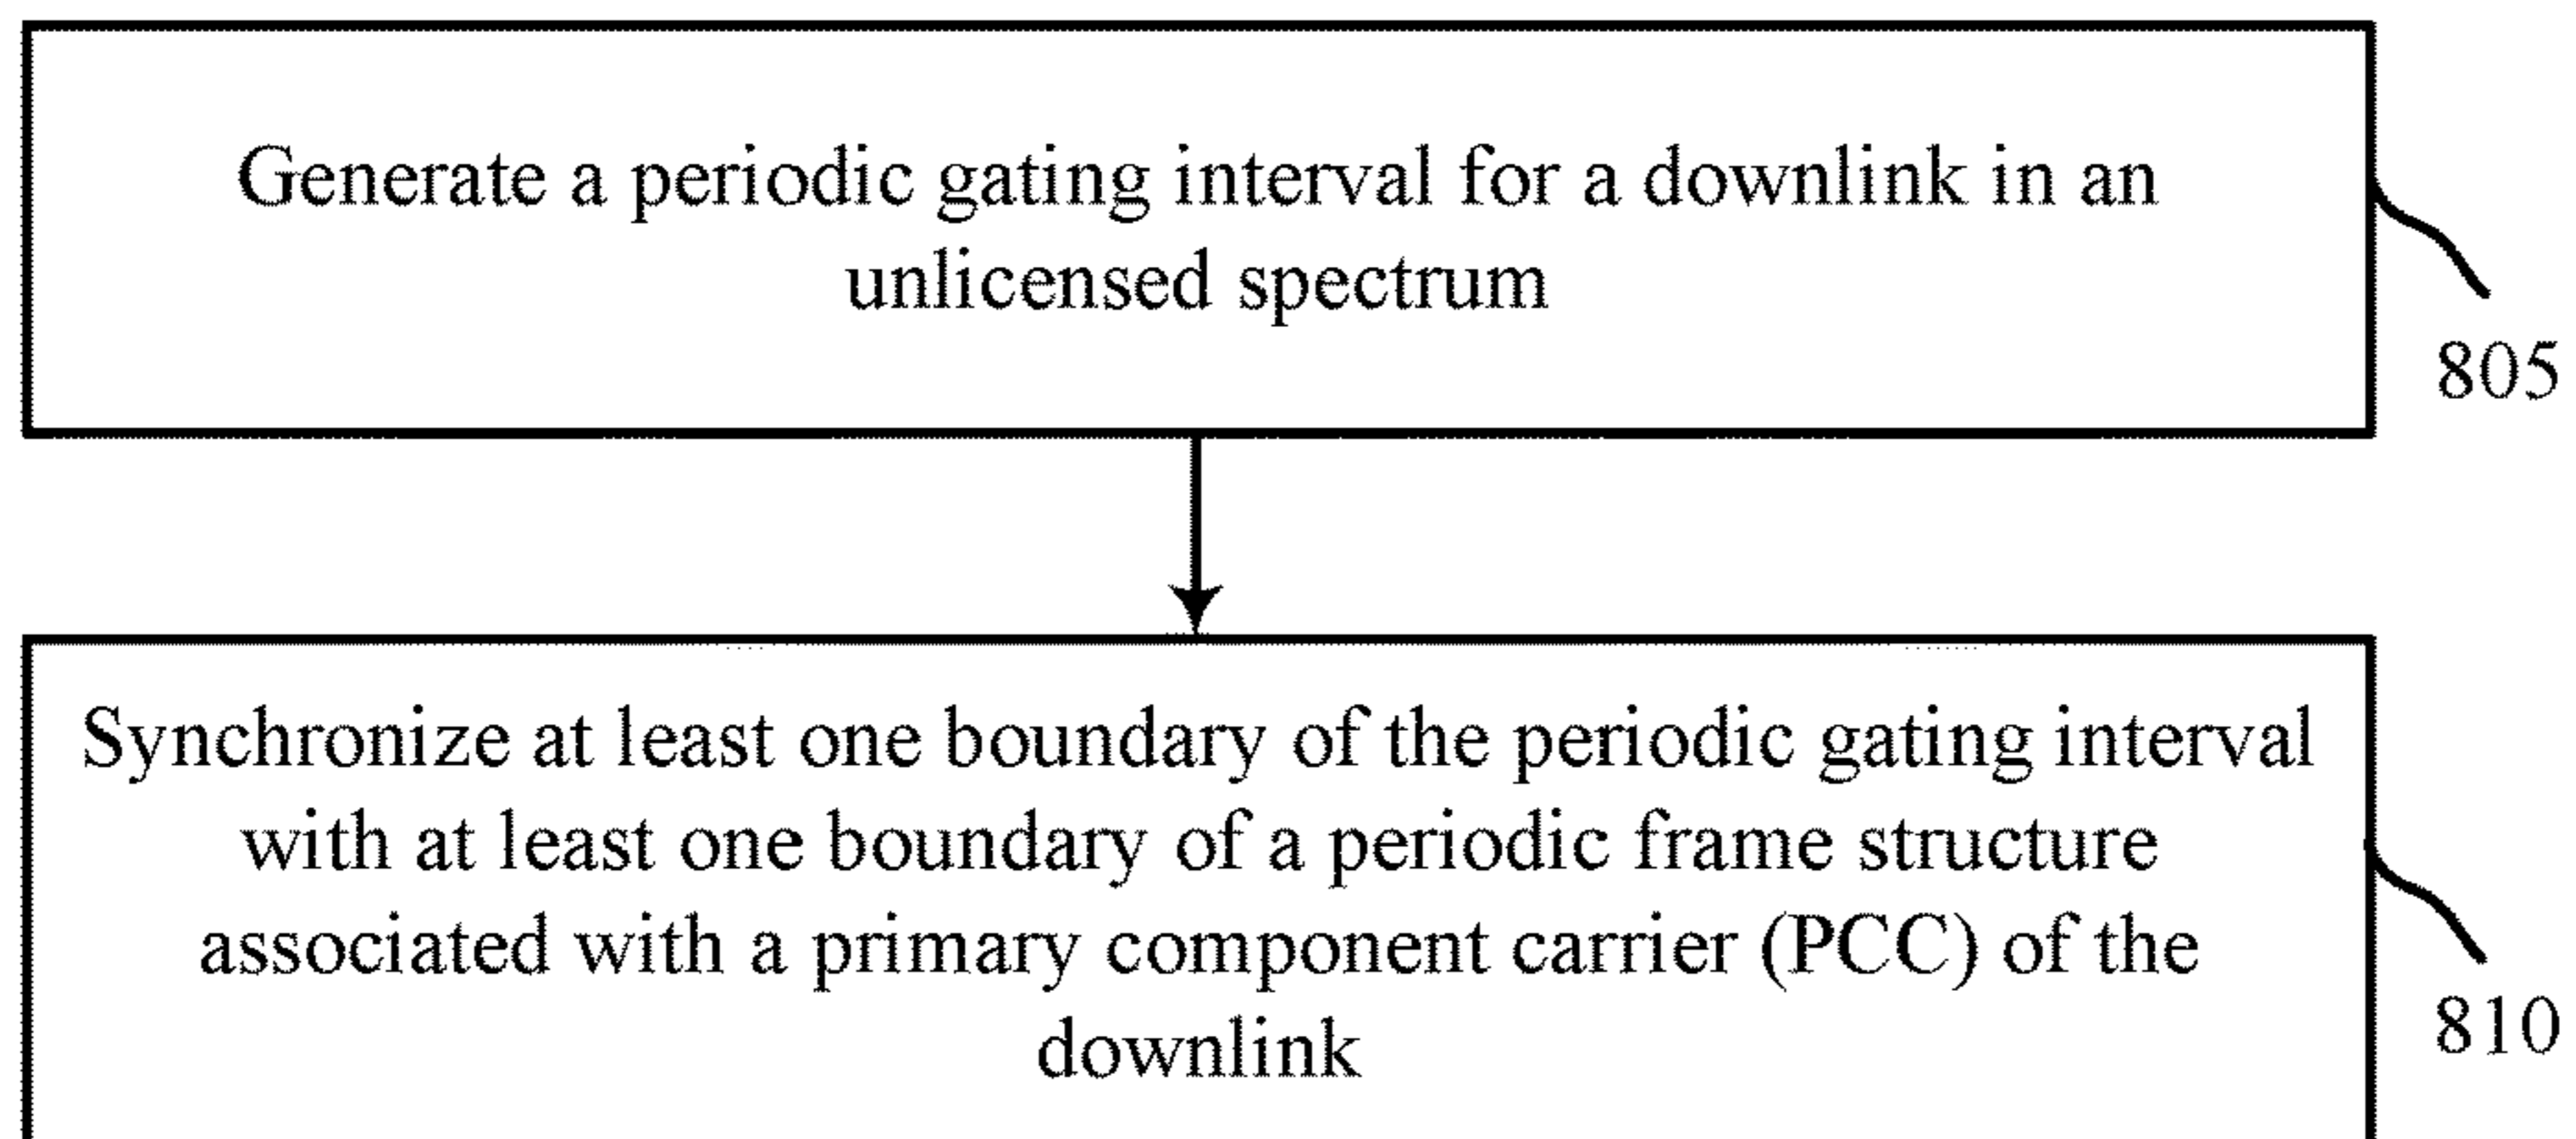 Generate a periodic gating interval for a downlink in an
unlicensed spectrum
805
Synchronize at least one boundary of the periodic gating interval
with at least one boundary of a periodic frame structure
associated with a primary component carrier (PCC) of the
downlink
810